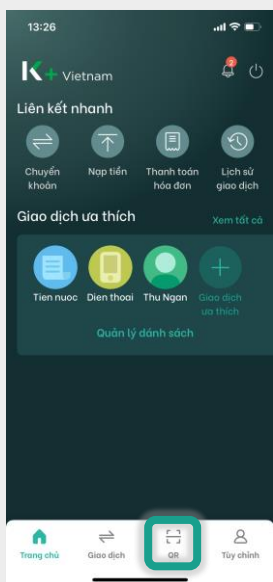 13:26
K+ Vietnam
2
Liên kết nhanh
Chuyển khoản
Nạp tiền
Thanh toán hóa đơn
Lịch sử giao dịch
Giao dịch ưa thích
Xem tất cả
Tien nuoc
Dien thoai
Thu Ngan
Giao dịch ưa thích
Quản lý danh sách
Trang chủ
Giao dịch
QR
Tùy chỉnh